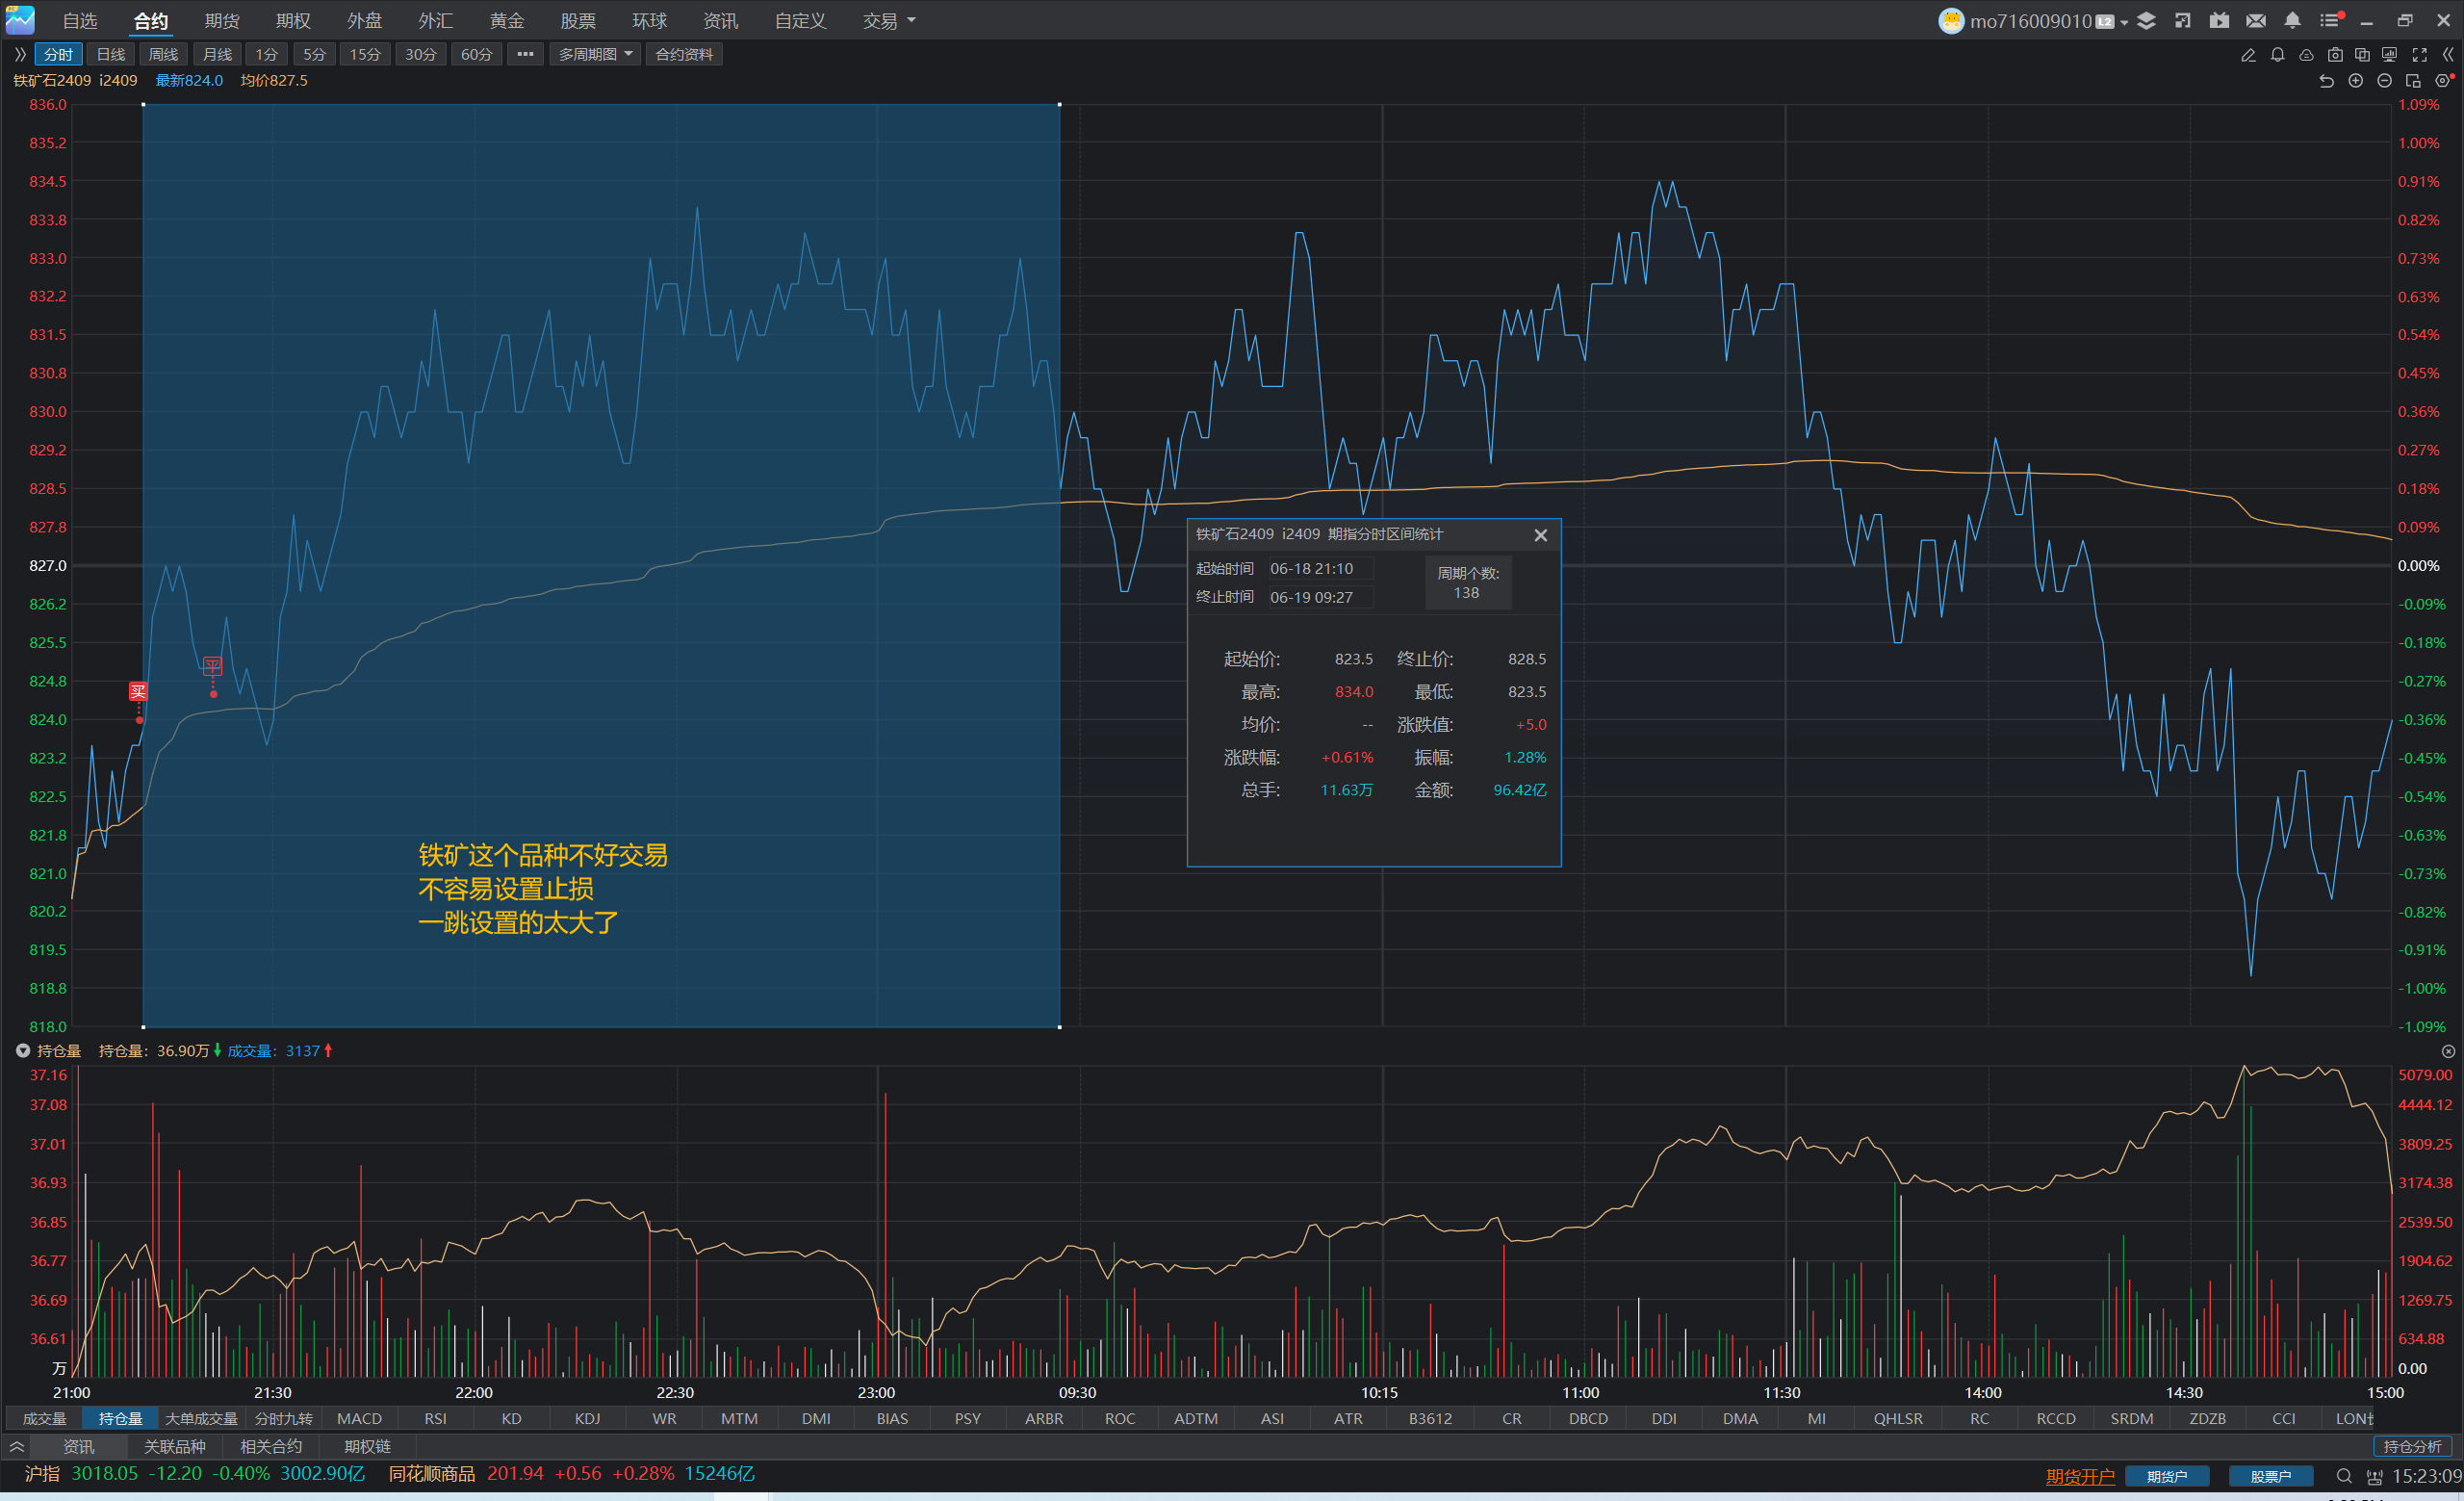 自选 合约 期货 期权 外盘 外汇 黄金 股票 环球 资讯 自定义 交易 mo716009010 L2
分时 日线 周线 月线 1分 5分 15分 30分 60分 ••• 多周期图 合约资料
铁矿石2409 i2409 最新824.0 均价827.5
836.0 1.09%
835.2 1.00%
834.5 0.91%
833.8 0.82%
833.0 0.73%
832.2 0.63%
831.5 0.54%
830.8 0.45%
830.0 0.36%
829.2 0.27%
828.5 0.18%
827.8 0.09%
827.0 0.00%
826.2 -0.09%
825.5 -0.18%
824.8 -0.27%
824.0 -0.36%
823.2 -0.45%
822.5 -0.54%
821.8 -0.63%
821.0 -0.73%
820.2 -0.82%
819.5 -0.91%
818.8 -1.00%
818.0 -1.09%
买
平
铁矿这个品种不好交易
不容易设置止损
一跳设置的太大了
铁矿石2409 i2409 期指分时区间统计
起始时间 06-18 21:10 周期个数:
终止时间 06-19 09:27 138
起始价: 823.5 终止价: 828.5
最高: 834.0 最低: 823.5
均价: -- 涨跌值: +5.0
涨跌幅: +0.61% 振幅: 1.28%
总手: 11.63万 金额: 96.42亿
持仓量 持仓量: 36.90万 成交量: 3137
37.16 5079.00
37.08 4444.12
37.01 3809.25
36.93 3174.38
36.85 2539.50
36.77 1904.62
36.69 1269.75
36.61 634.88
万 0.00
21:00 21:30 22:00 22:30 23:00 09:30 10:15 11:00 11:30 14:00 14:30 15:00
成交量 持仓量 大单成交量 分时九转 MACD RSI KD KDJ WR MTM DMI BIAS PSY ARBR ROC ADTM ASI ATR B3612 CR DBCD DDI DMA MI QHLSR RC RCCD SRDM ZDZB CCI
资讯 关联品种 相关合约 期权链 持仓分析
沪指 3018.05 -12.20 -0.40% 3002.90亿 同花顺商品 201.94 +0.56 +0.28% 15246亿 期货开户 期货户 股票户 15:23:09